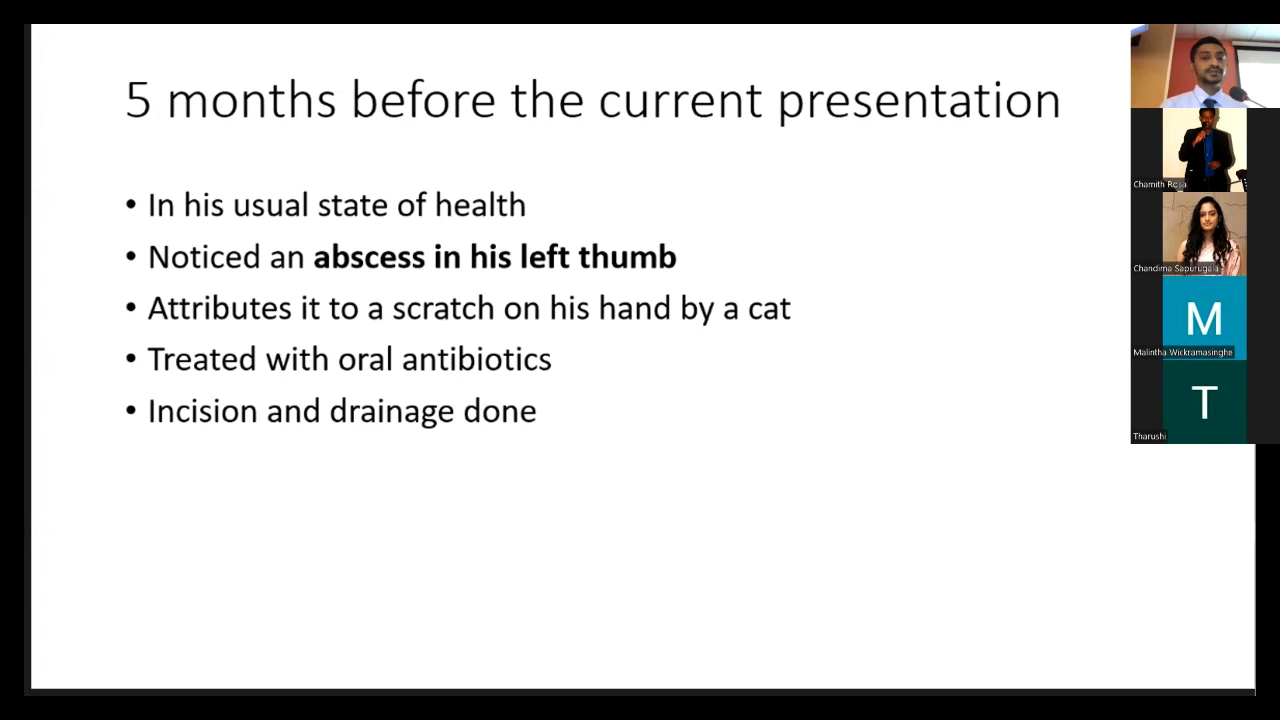 5 months before the current presentation
• In his usual state of health
• Noticed an abscess in his left thumb
• Attributes it to a scratch on his hand by a cat
• Treated with oral antibiotics
• Incision and drainage done
Chamith Rosa
Chandima Sapurugala
M
Malintha Wickramasinghe
T
Tharushi